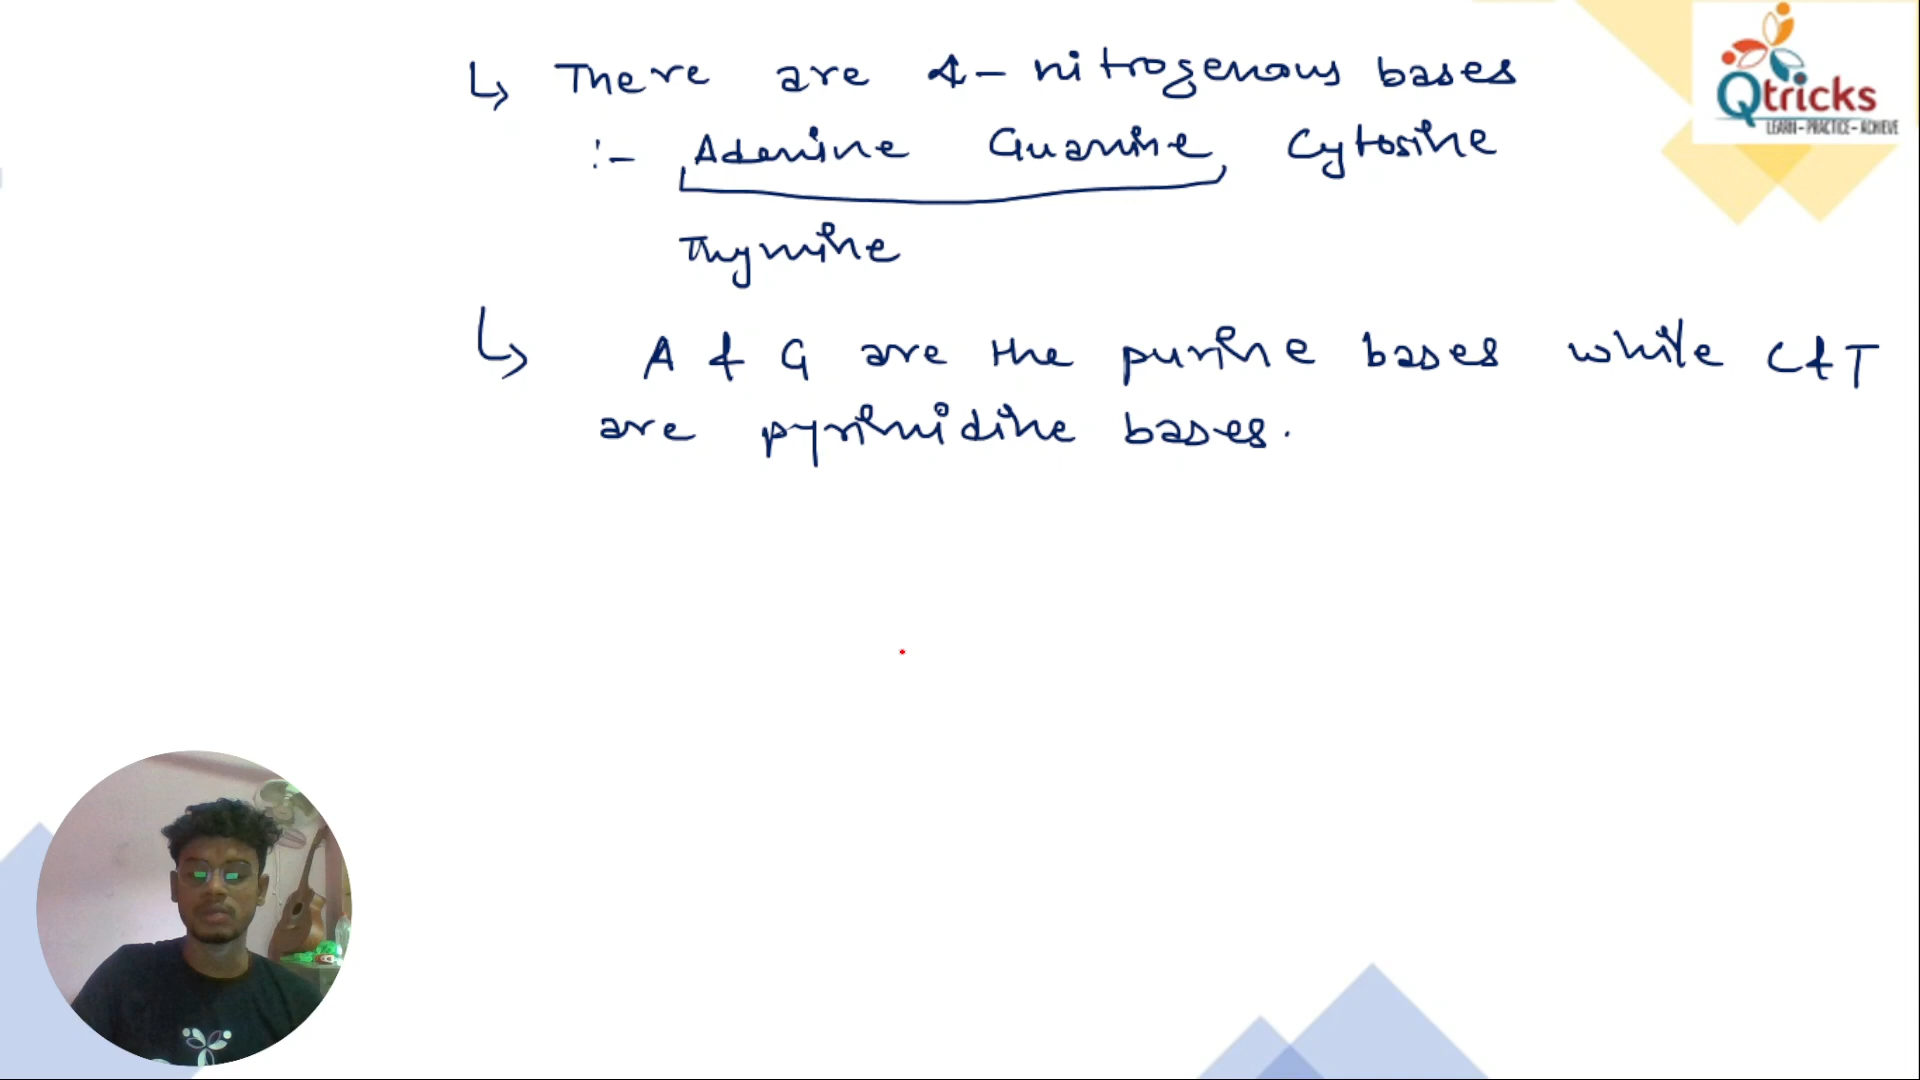 ↳ There are 4 - nitrogenous bases
:- Adenine Guanine, Cytosine
Thymine
↳ A & G are the purine bases while C & T
are pyrimidine bases.
Qtricks
LEARN - PRACTICE - ACHIEVE